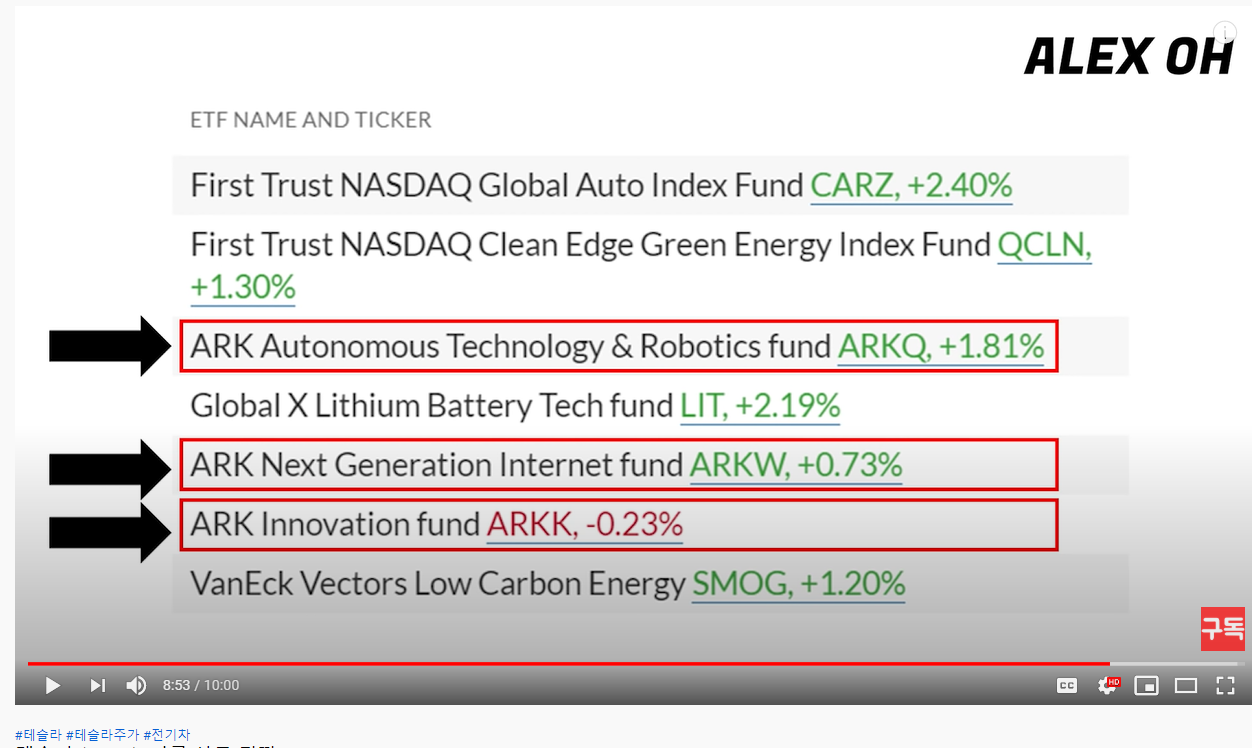 ALEX OH
ETF NAME AND TICKER
First Trust NASDAQ Global Auto Index Fund CARZ, +2.40%
First Trust NASDAQ Clean Edge Green Energy Index Fund QCLN,
+1.30%
ARK Autonomous Technology & Robotics fund ARKQ, +1.81%
Global X Lithium Battery Tech fund LIT, +2.19%
ARK Next Generation Internet fund ARKW, +0.73%
ARK Innovation fund ARKK, -0.23%
VanEck Vectors Low Carbon Energy SMOG, +1.20%
구독
8:53 / 10:00
CC
HD
#테슬라 #테슬라주가 #전기차